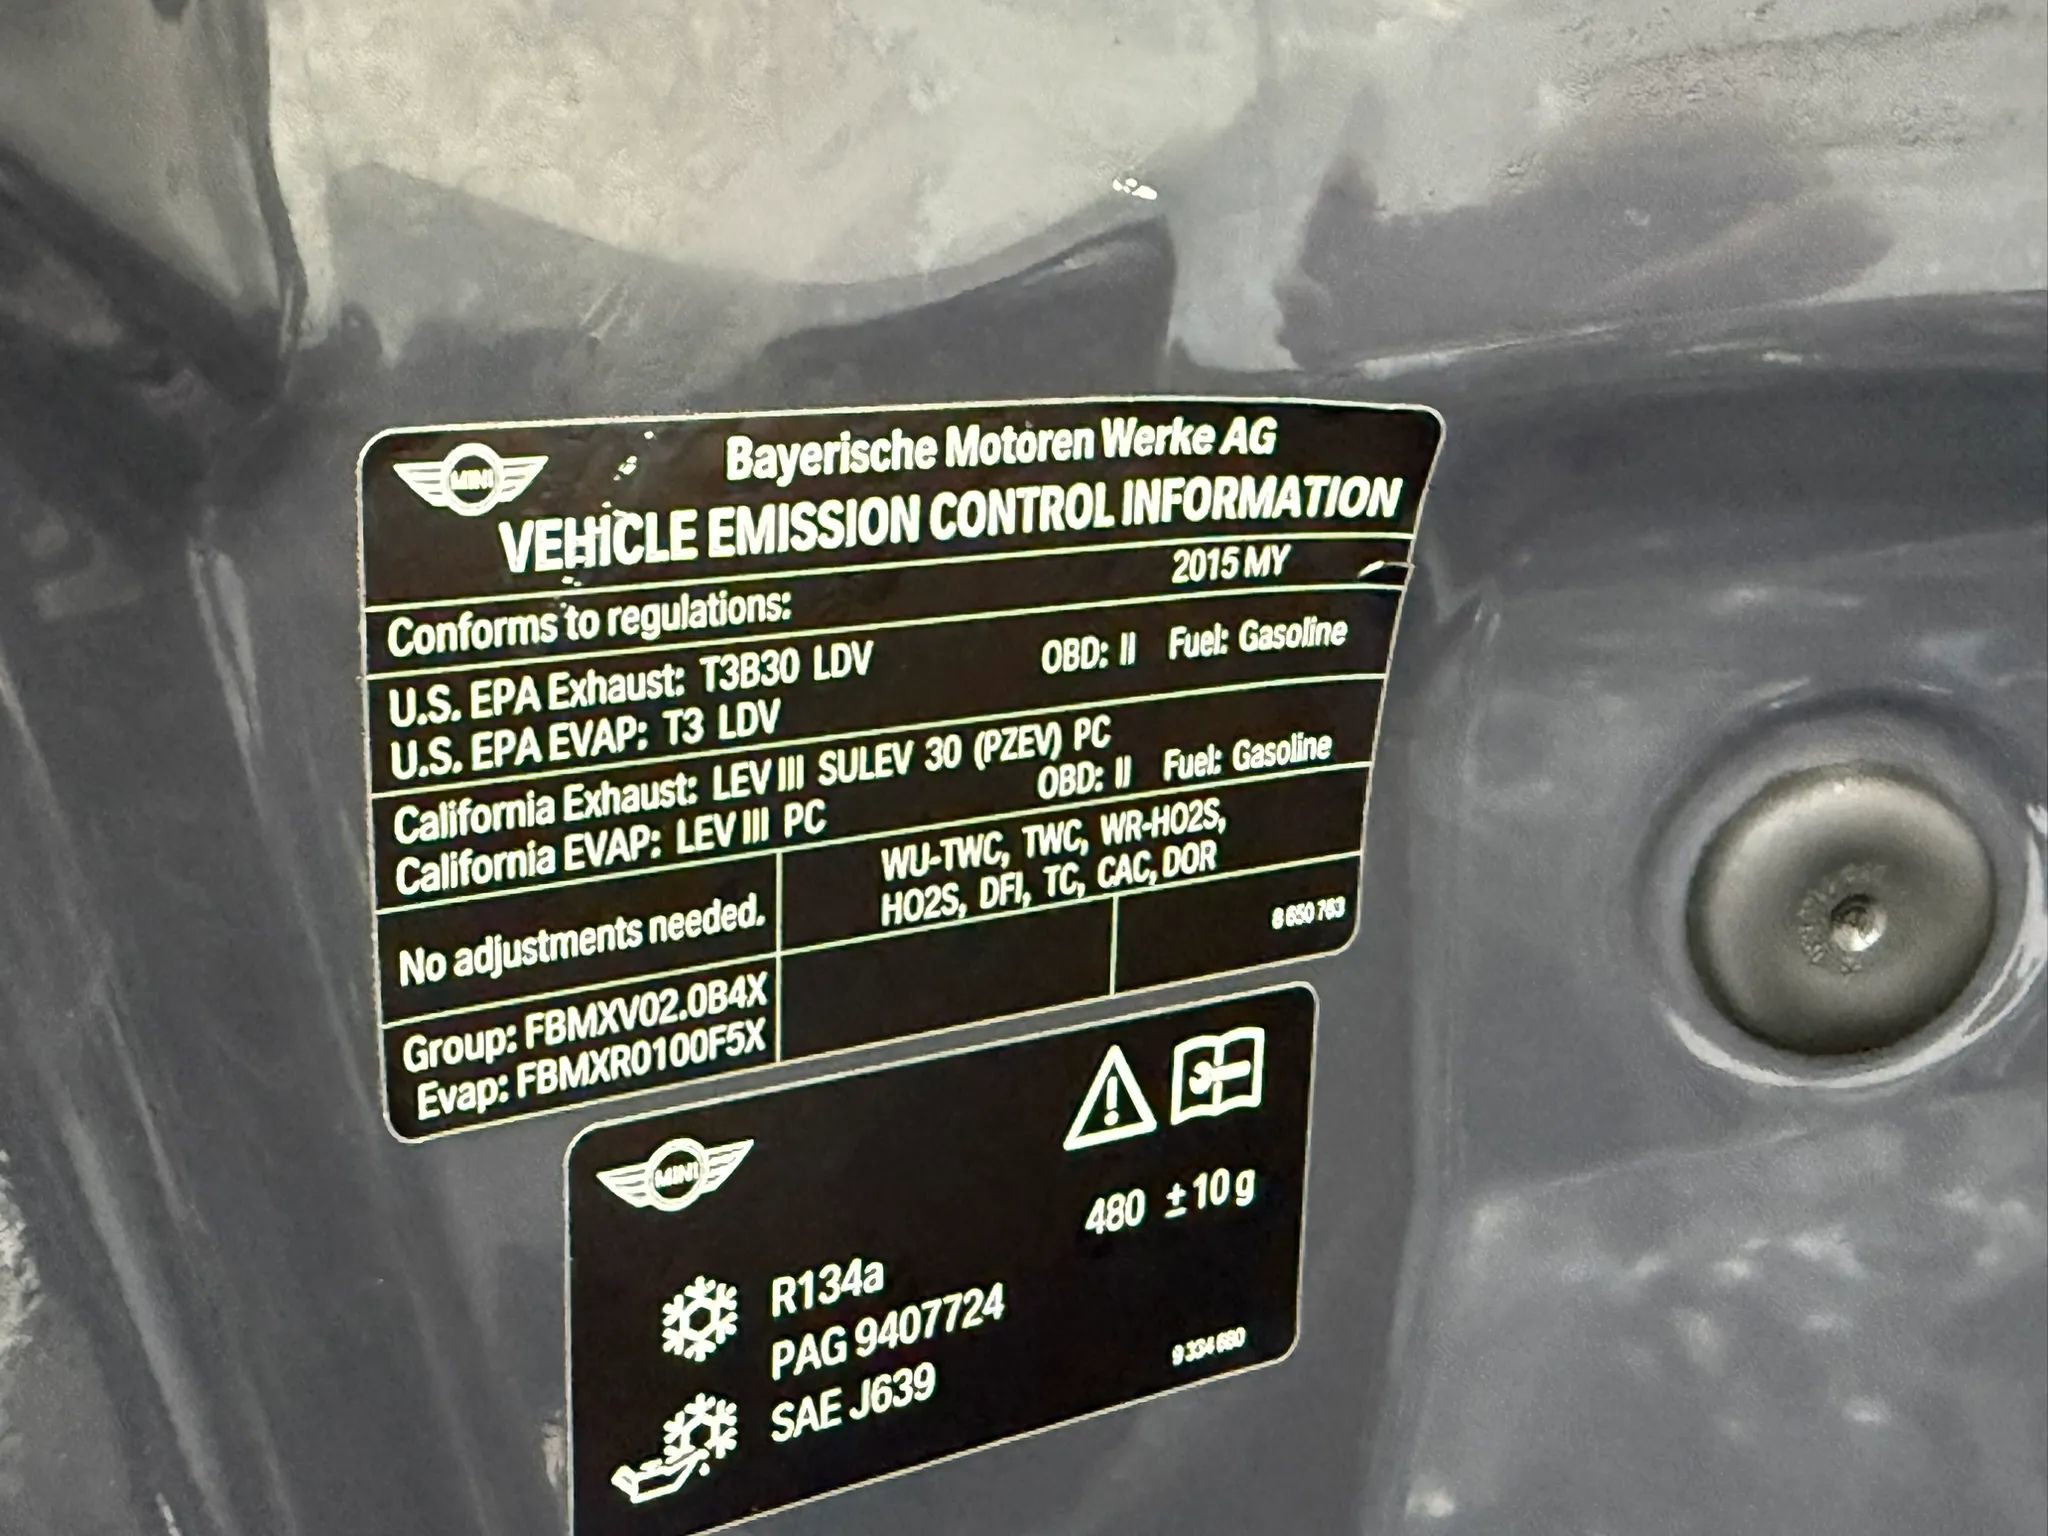 MINI
Bayerische Motoren Werke AG
VEHICLE EMISSION CONTROL INFORMATION
Conforms to regulations: 2015 MY
U.S. EPA Exhaust: T3B30 LDV OBD: II Fuel: Gasoline
U.S. EPA EVAP: T3 LDV
California Exhaust: LEV III SULEV 30 (PZEV) PC
California EVAP: LEV III PC OBD: II Fuel: Gasoline
No adjustments needed.
WU-TWC, TWC, WR-HO2S,
HO2S, DFI, TC, CAC, DOR
Group: FBMXV02.0B4X
Evap: FBMXR0100F5X
8 650 763
MINI
480 ±10 g
R134a
PAG 9407724
SAE J639